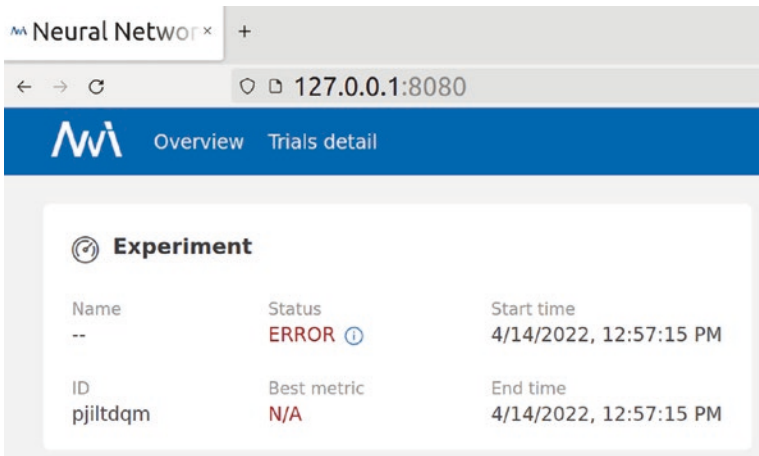 Neural Networ × +
127.0.0.1:8080
Overview Trials detail
Experiment
Name Status Start time
-- ERROR 4/14/2022, 12:57:15 PM
ID Best metric End time
pjiltdqm N/A 4/14/2022, 12:57:15 PM